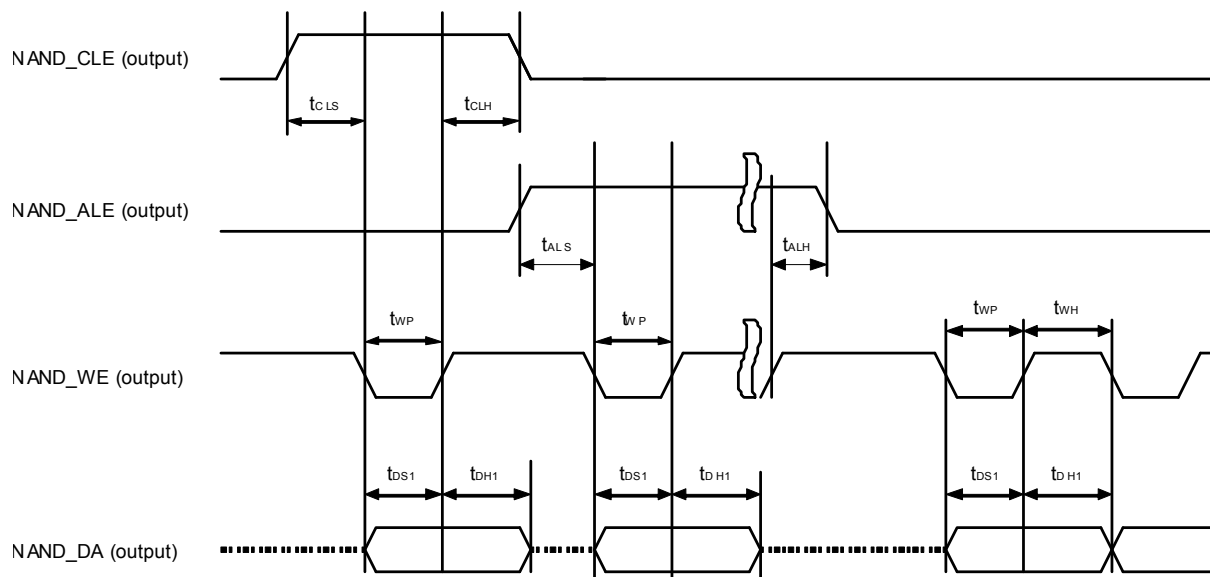 NAND_CLE (output)
tCLS
tCLH
NAND_ALE (output)
tALS
tALH
tWP
tWP
tWP
tWH
NAND_WE (output)
tDS1
tDH1
tDS1
tDH1
tDS1
tDH1
NAND_DA (output)